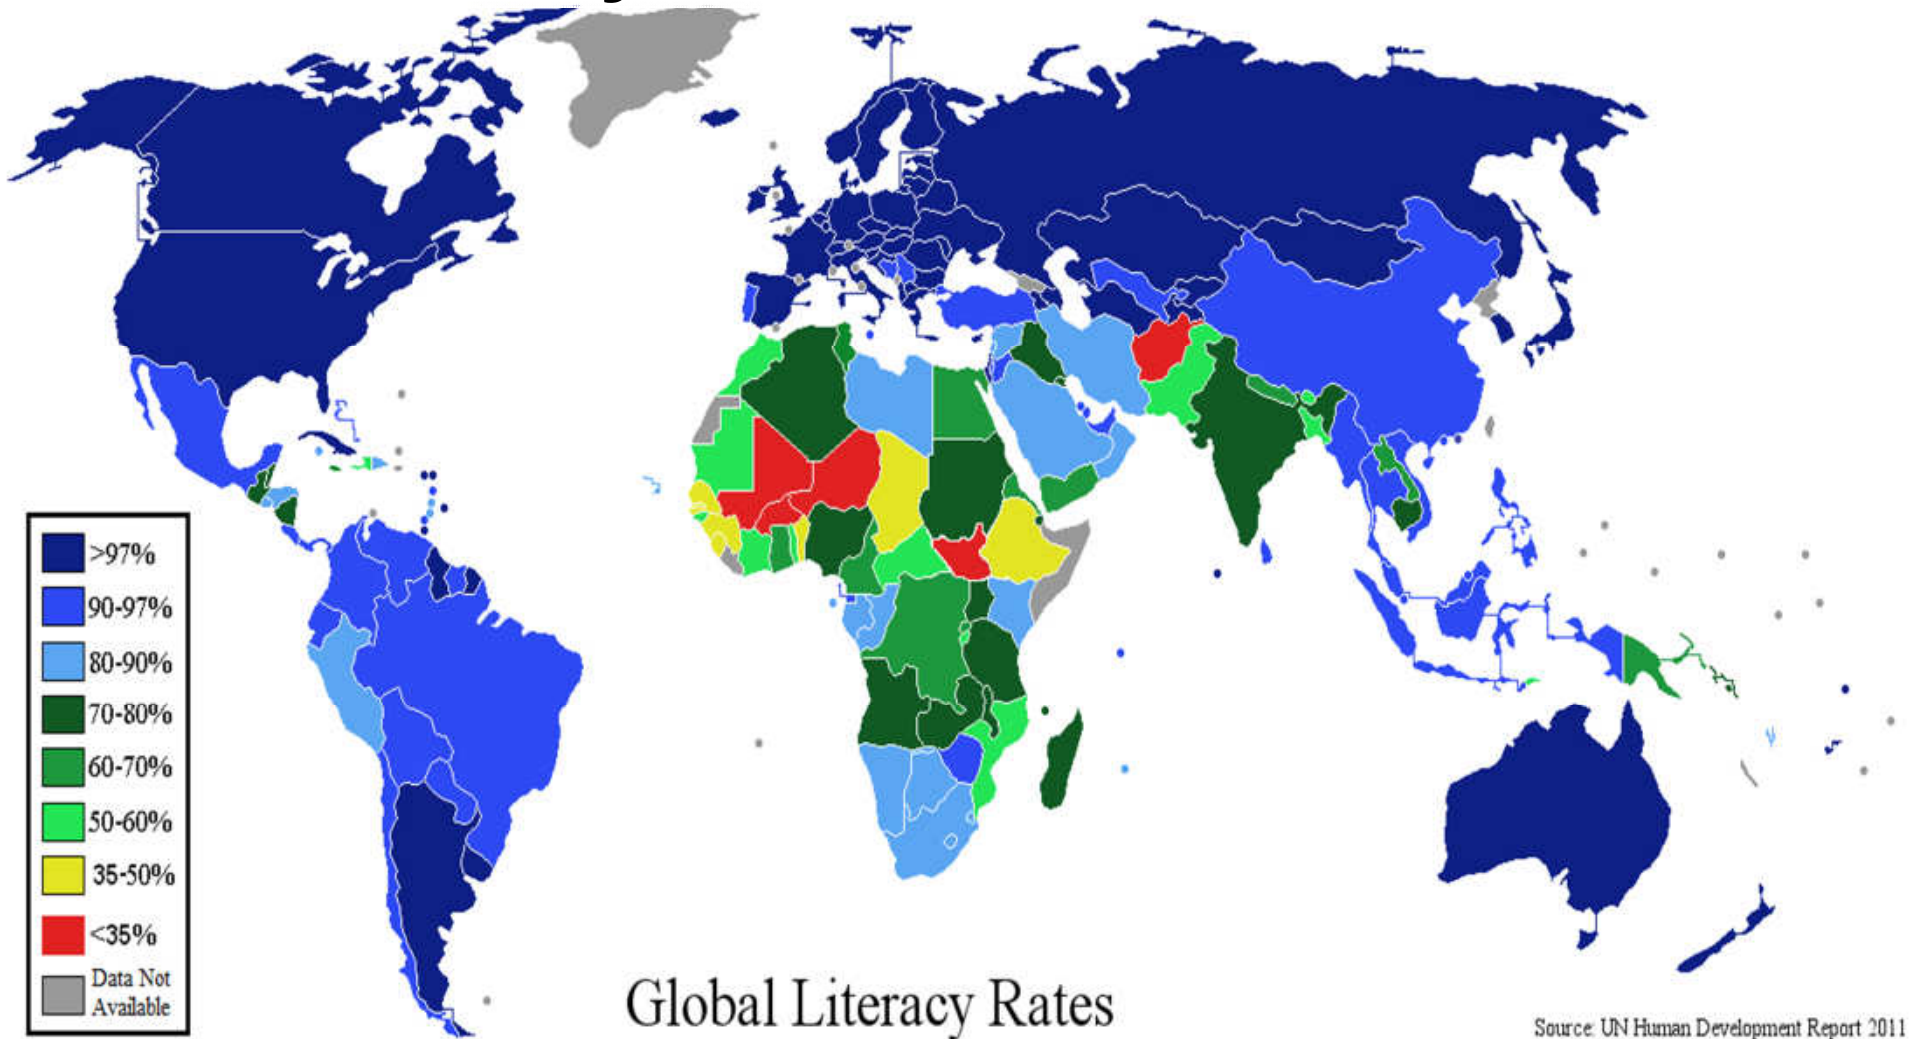 >97%
90-97%
80-90%
70-80%
60-70%
50-60%
35-50%
<35%
Data Not
Available
Global Literacy Rates
Source: UN Human Development Report 2011